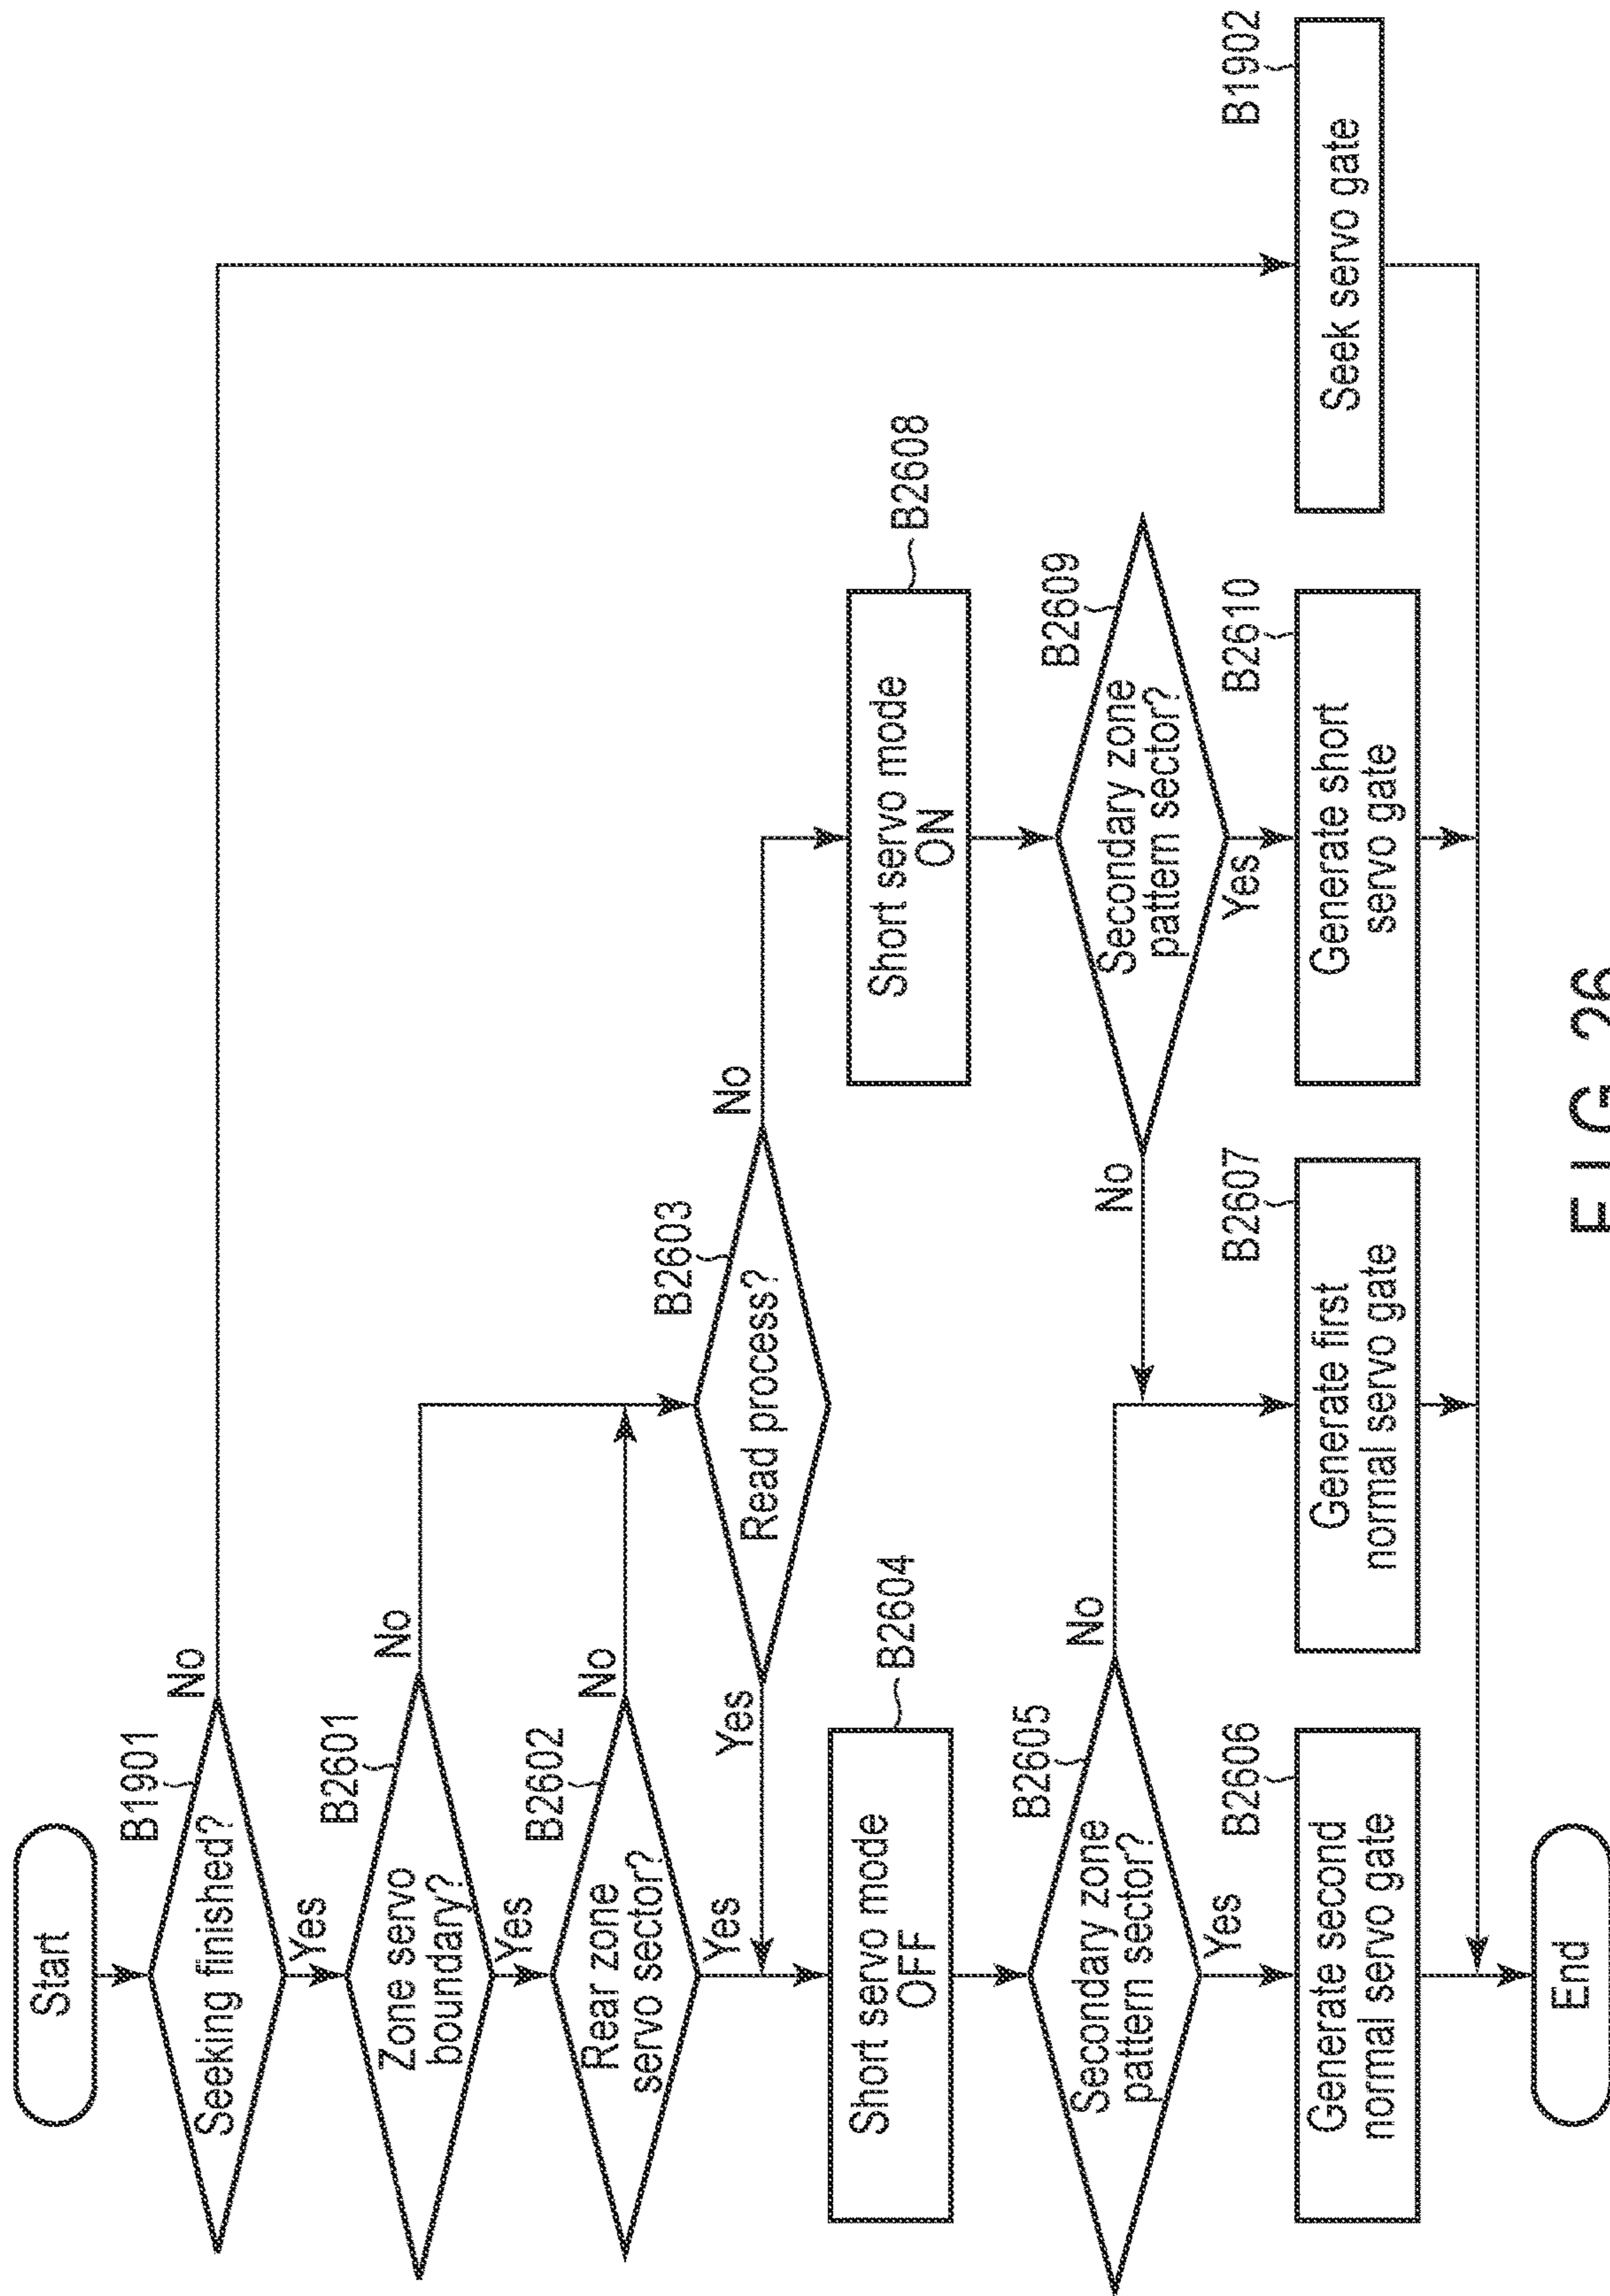 Start
B1901
Seeking finished?
No
Yes
B2601
Zone servo
boundary?
No
Yes
B2602
Rear zone
servo sector?
No
Yes
B2603
Read process?
Yes
No
B2604
Short servo mode
OFF
B2608
Short servo mode
ON
B2605
Secondary zone
pattern sector?
No
Yes
B2609
Secondary zone
pattern sector?
No
Yes
B2606
Generate second
normal servo gate
B2607
Generate first
normal servo gate
B2610
Generate short
servo gate
B1902
Seek servo gate
End
FIG. 26